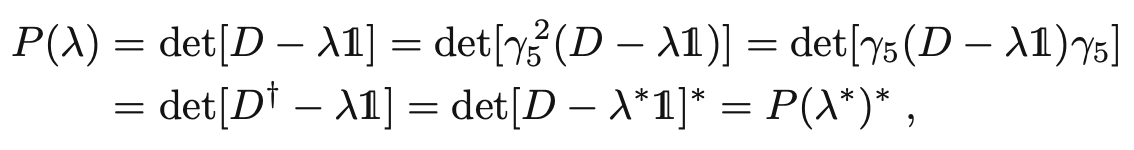 P(λ) = det[D − λ𝟙] = det[γ₅²(D − λ𝟙)] = det[γ₅(D − λ𝟙)γ₅]
= det[D† − λ𝟙] = det[D − λ*𝟙]* = P(λ*)* ,